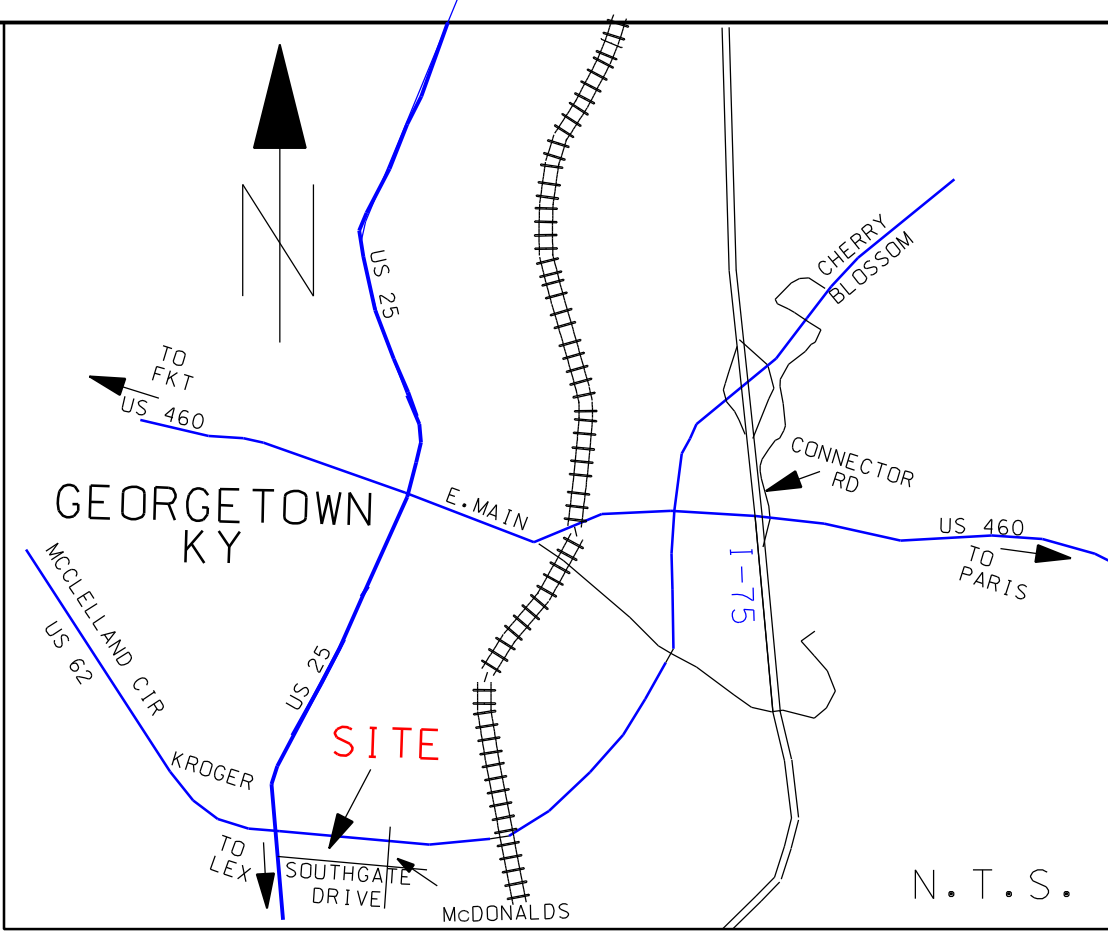 N
US 25
CHERRY
BLOSSOM
TO
FKT
US 460
GEORGETOWN
KY
E.MAIN
CONNECTOR
RD
US 460
TO
PARIS
I-75
MCCLELLAND CIR
US 62
US 25
KROGER
SITE
TO
LEX
SOUTHGATE
DRIVE
McDONALDS
N.T.S.